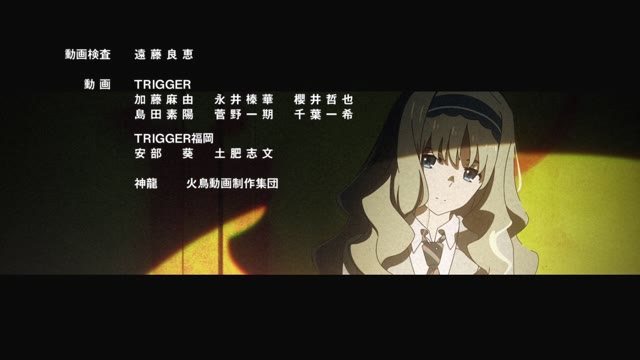 動画検査 遠藤良恵
動画 TRIGGER
加藤麻由 永井榛華 櫻井哲也
島田素陽 菅野一期 千葉一希
TRIGGER福岡
安部 葵 土肥志文
神龍 火鳥動画制作集団